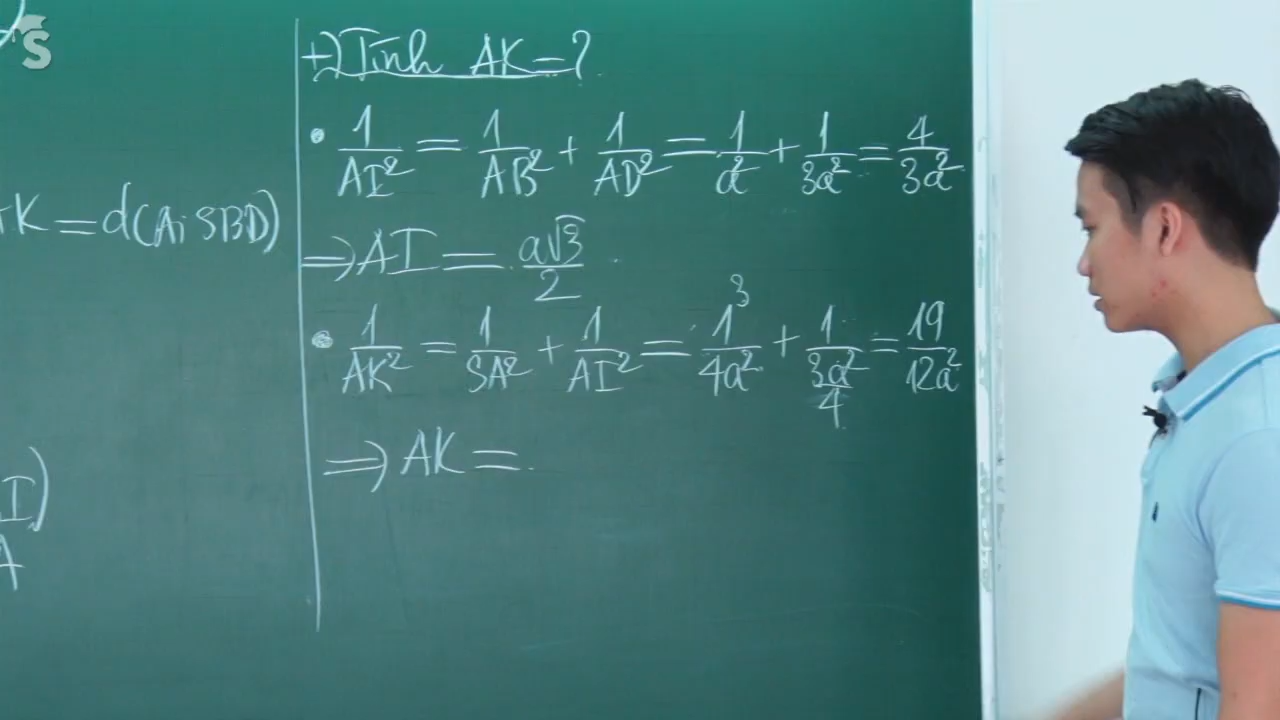 S
+) Tính AK = ?
• 1/AI² = 1/AB² + 1/AD² = 1/a² + 1/3a² = 4/3a²
K = d(A; SBD)
⇒ AI = a√3/2
3
• 1/AK² = 1/SA² + 1/AI² = 1/4a² + 1/(3a²/4) = 19/12a²
⇒ AK =
I)
A